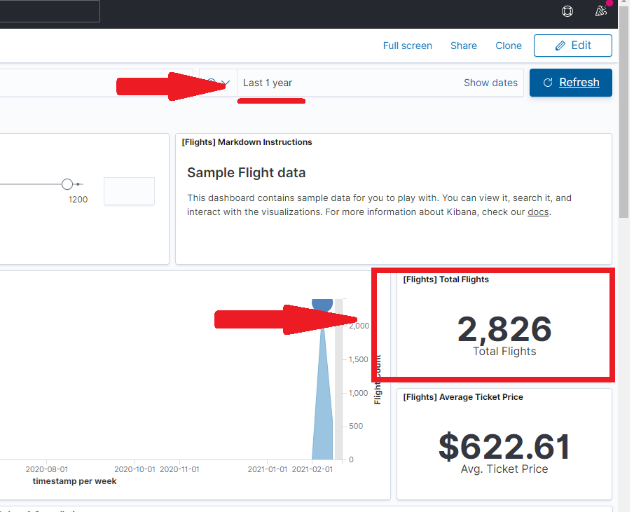 Full screen Share Clone Edit
Last 1 year Show dates Refresh
[Flights] Markdown Instructions
Sample Flight data
This dashboard contains sample data for you to play with. You can view it, search it, and
interact with the visualizations. For more information about Kibana, check our docs.
1200
[Flights] Total Flights
2,826
Total Flights
2,000
1,500
1,000
500
0
Flight Count
2020-08-01 2020-10-01 2020-11-01 2021-01-01 2021-02-01
timestamp per week
[Flights] Average Ticket Price
$622.61
Avg. Ticket Price